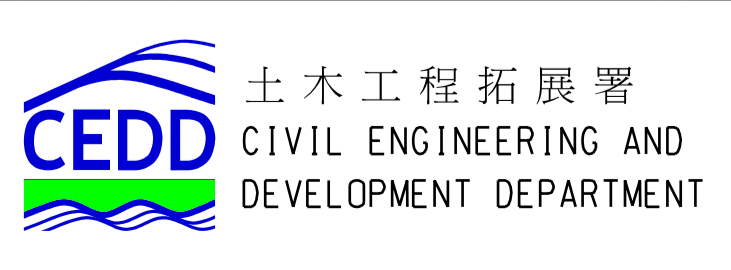 CEDD
土木工程拓展署
CIVIL ENGINEERING AND
DEVELOPMENT DEPARTMENT